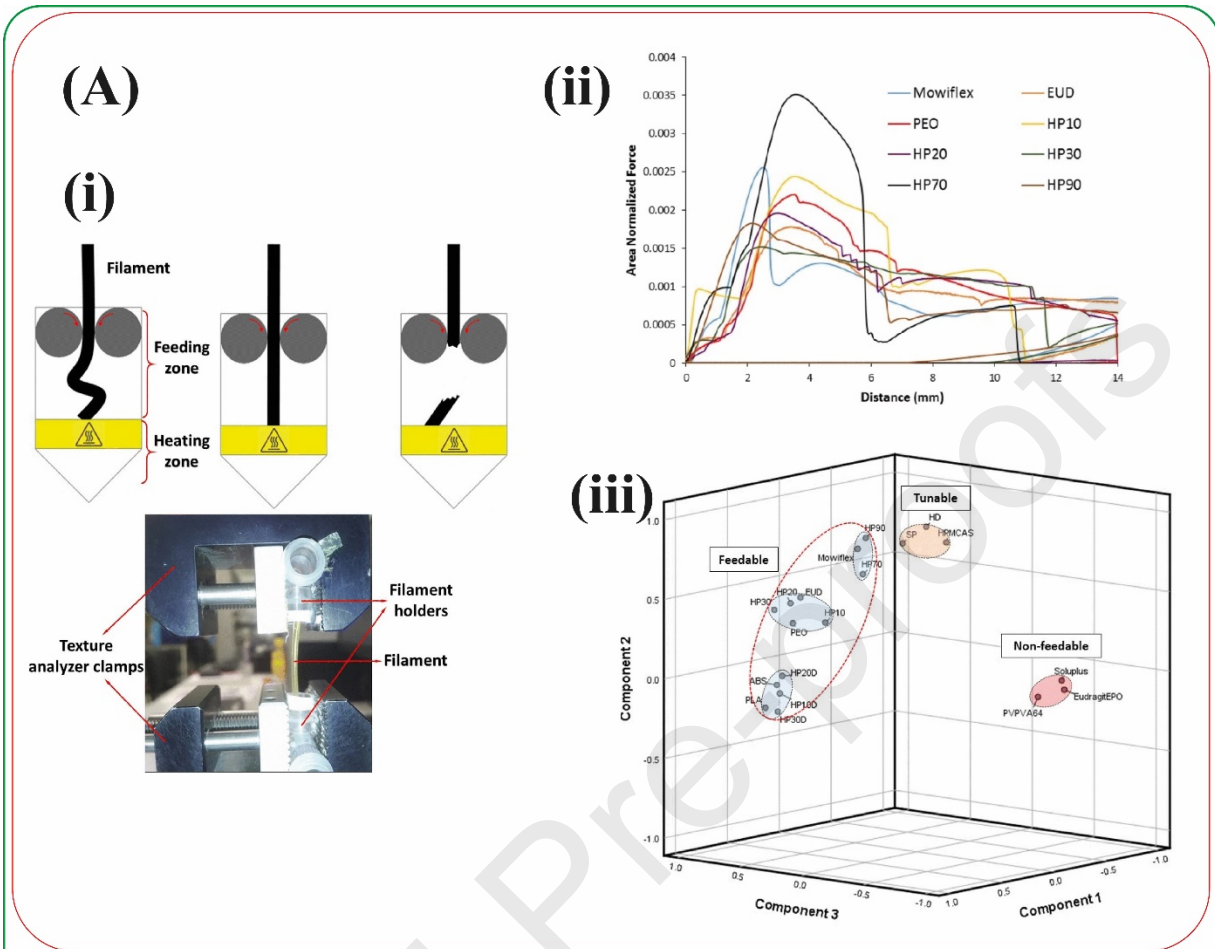 (A)
(i)
Filament
Feeding
zone
Heating
zone
Texture
analyzer clamps
Filament
holders
Filament
(ii)
Area Normalized Force
0.004
0.0035
0.003
0.0025
0.002
0.0015
0.001
0.0005
0
0 2 4 6 8 10 12 14
Distance (mm)
Mowiflex EUD
PEO HP10
HP20 HP30
HP70 HP90
(iii)
Tunable
HD
SP HPMCAS
Feedable
HP90
Mowiflex
HP70
HP20 EUD
HP30 HP10
PEO
HP20D
ABS
PLA HP10D
HP30D
Non-feedable
Soluplus
EudragitEPO
PVPVA64
Component 2
1.0
0.5
0.0
-0.5
-1.0
1.0 0.5 0.0 -0.5 -1.0
Component 3
1.0 0.5 0.0 -0.5 -1.0
Component 1
Pre-proofs